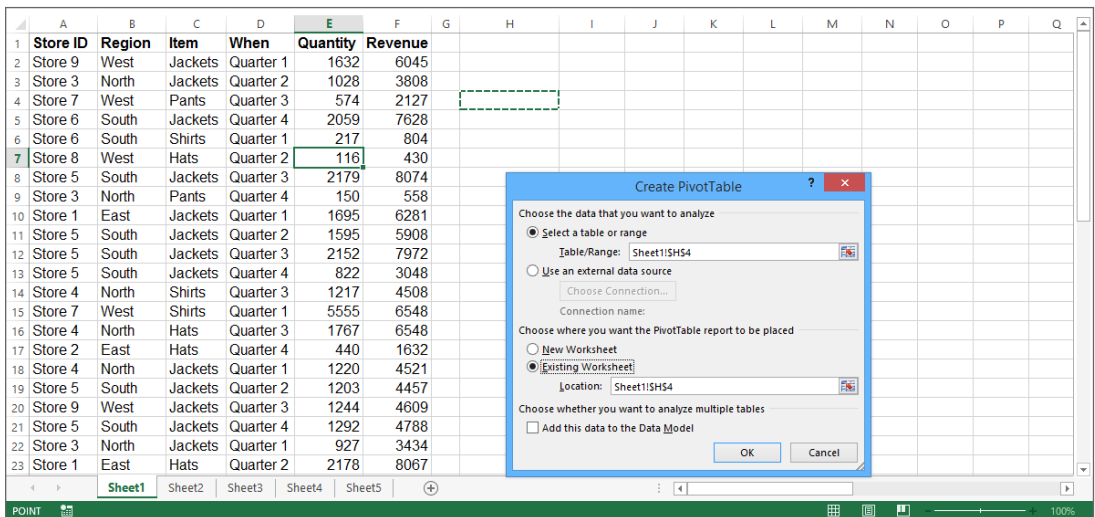 A B C D E F G H I J K L M N O P Q
1 Store ID Region Item When Quantity Revenue
2 Store 9 West Jackets Quarter 1 1632 6045
3 Store 3 North Jackets Quarter 2 1028 3808
4 Store 7 West Pants Quarter 3 574 2127
5 Store 6 South Jackets Quarter 4 2059 7628
6 Store 6 South Shirts Quarter 1 217 804
7 Store 8 West Hats Quarter 2 116 430
8 Store 5 South Jackets Quarter 3 2179 8074
9 Store 3 North Pants Quarter 4 150 558
10 Store 1 East Jackets Quarter 1 1695 6281
11 Store 5 South Jackets Quarter 2 1595 5908
12 Store 5 South Jackets Quarter 3 2152 7972
13 Store 5 South Jackets Quarter 4 822 3048
14 Store 4 North Shirts Quarter 3 1217 4508
15 Store 7 West Shirts Quarter 1 5555 6548
16 Store 4 North Hats Quarter 3 1767 6548
17 Store 2 East Hats Quarter 4 440 1632
18 Store 4 North Jackets Quarter 1 1220 4521
19 Store 5 South Jackets Quarter 2 1203 4457
20 Store 9 West Jackets Quarter 3 1244 4609
21 Store 5 South Jackets Quarter 4 1292 4788
22 Store 3 North Jackets Quarter 1 927 3434
23 Store 1 East Hats Quarter 2 2178 8067
Create PivotTable ? ×
Choose the data that you want to analyze
Select a table or range
Table/Range: Sheet1!$H$4
Use an external data source
Choose Connection...
Connection name:
Choose where you want the PivotTable report to be placed
New Worksheet
Existing Worksheet
Location: Sheet1!$H$4
Choose whether you want to analyze multiple tables
Add this data to the Data Model
OK Cancel
Sheet1 Sheet2 Sheet3 Sheet4 Sheet5
POINT 100%